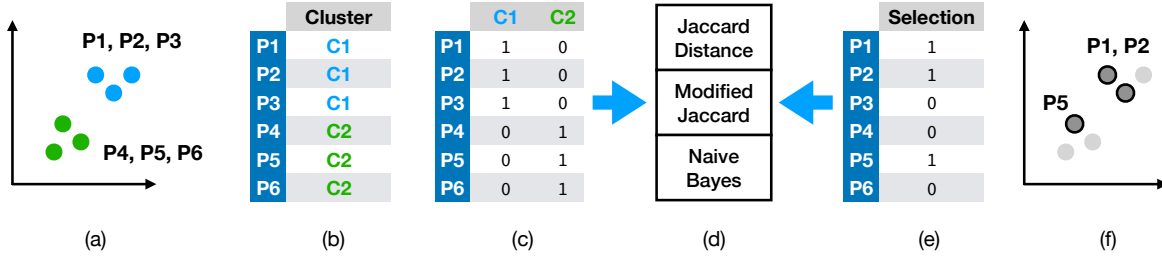 P1, P2, P3
P4, P5, P6
(a)
Cluster
P1 C1
P2 C1
P3 C1
P4 C2
P5 C2
P6 C2
(b)
C1 C2
P1 1 0
P2 1 0
P3 1 0
P4 0 1
P5 0 1
P6 0 1
(c)
Jaccard
Distance
Modified
Jaccard
Naive
Bayes
(d)
Selection
P1 1
P2 1
P3 0
P4 0
P5 1
P6 0
(e)
P1, P2
P5
(f)